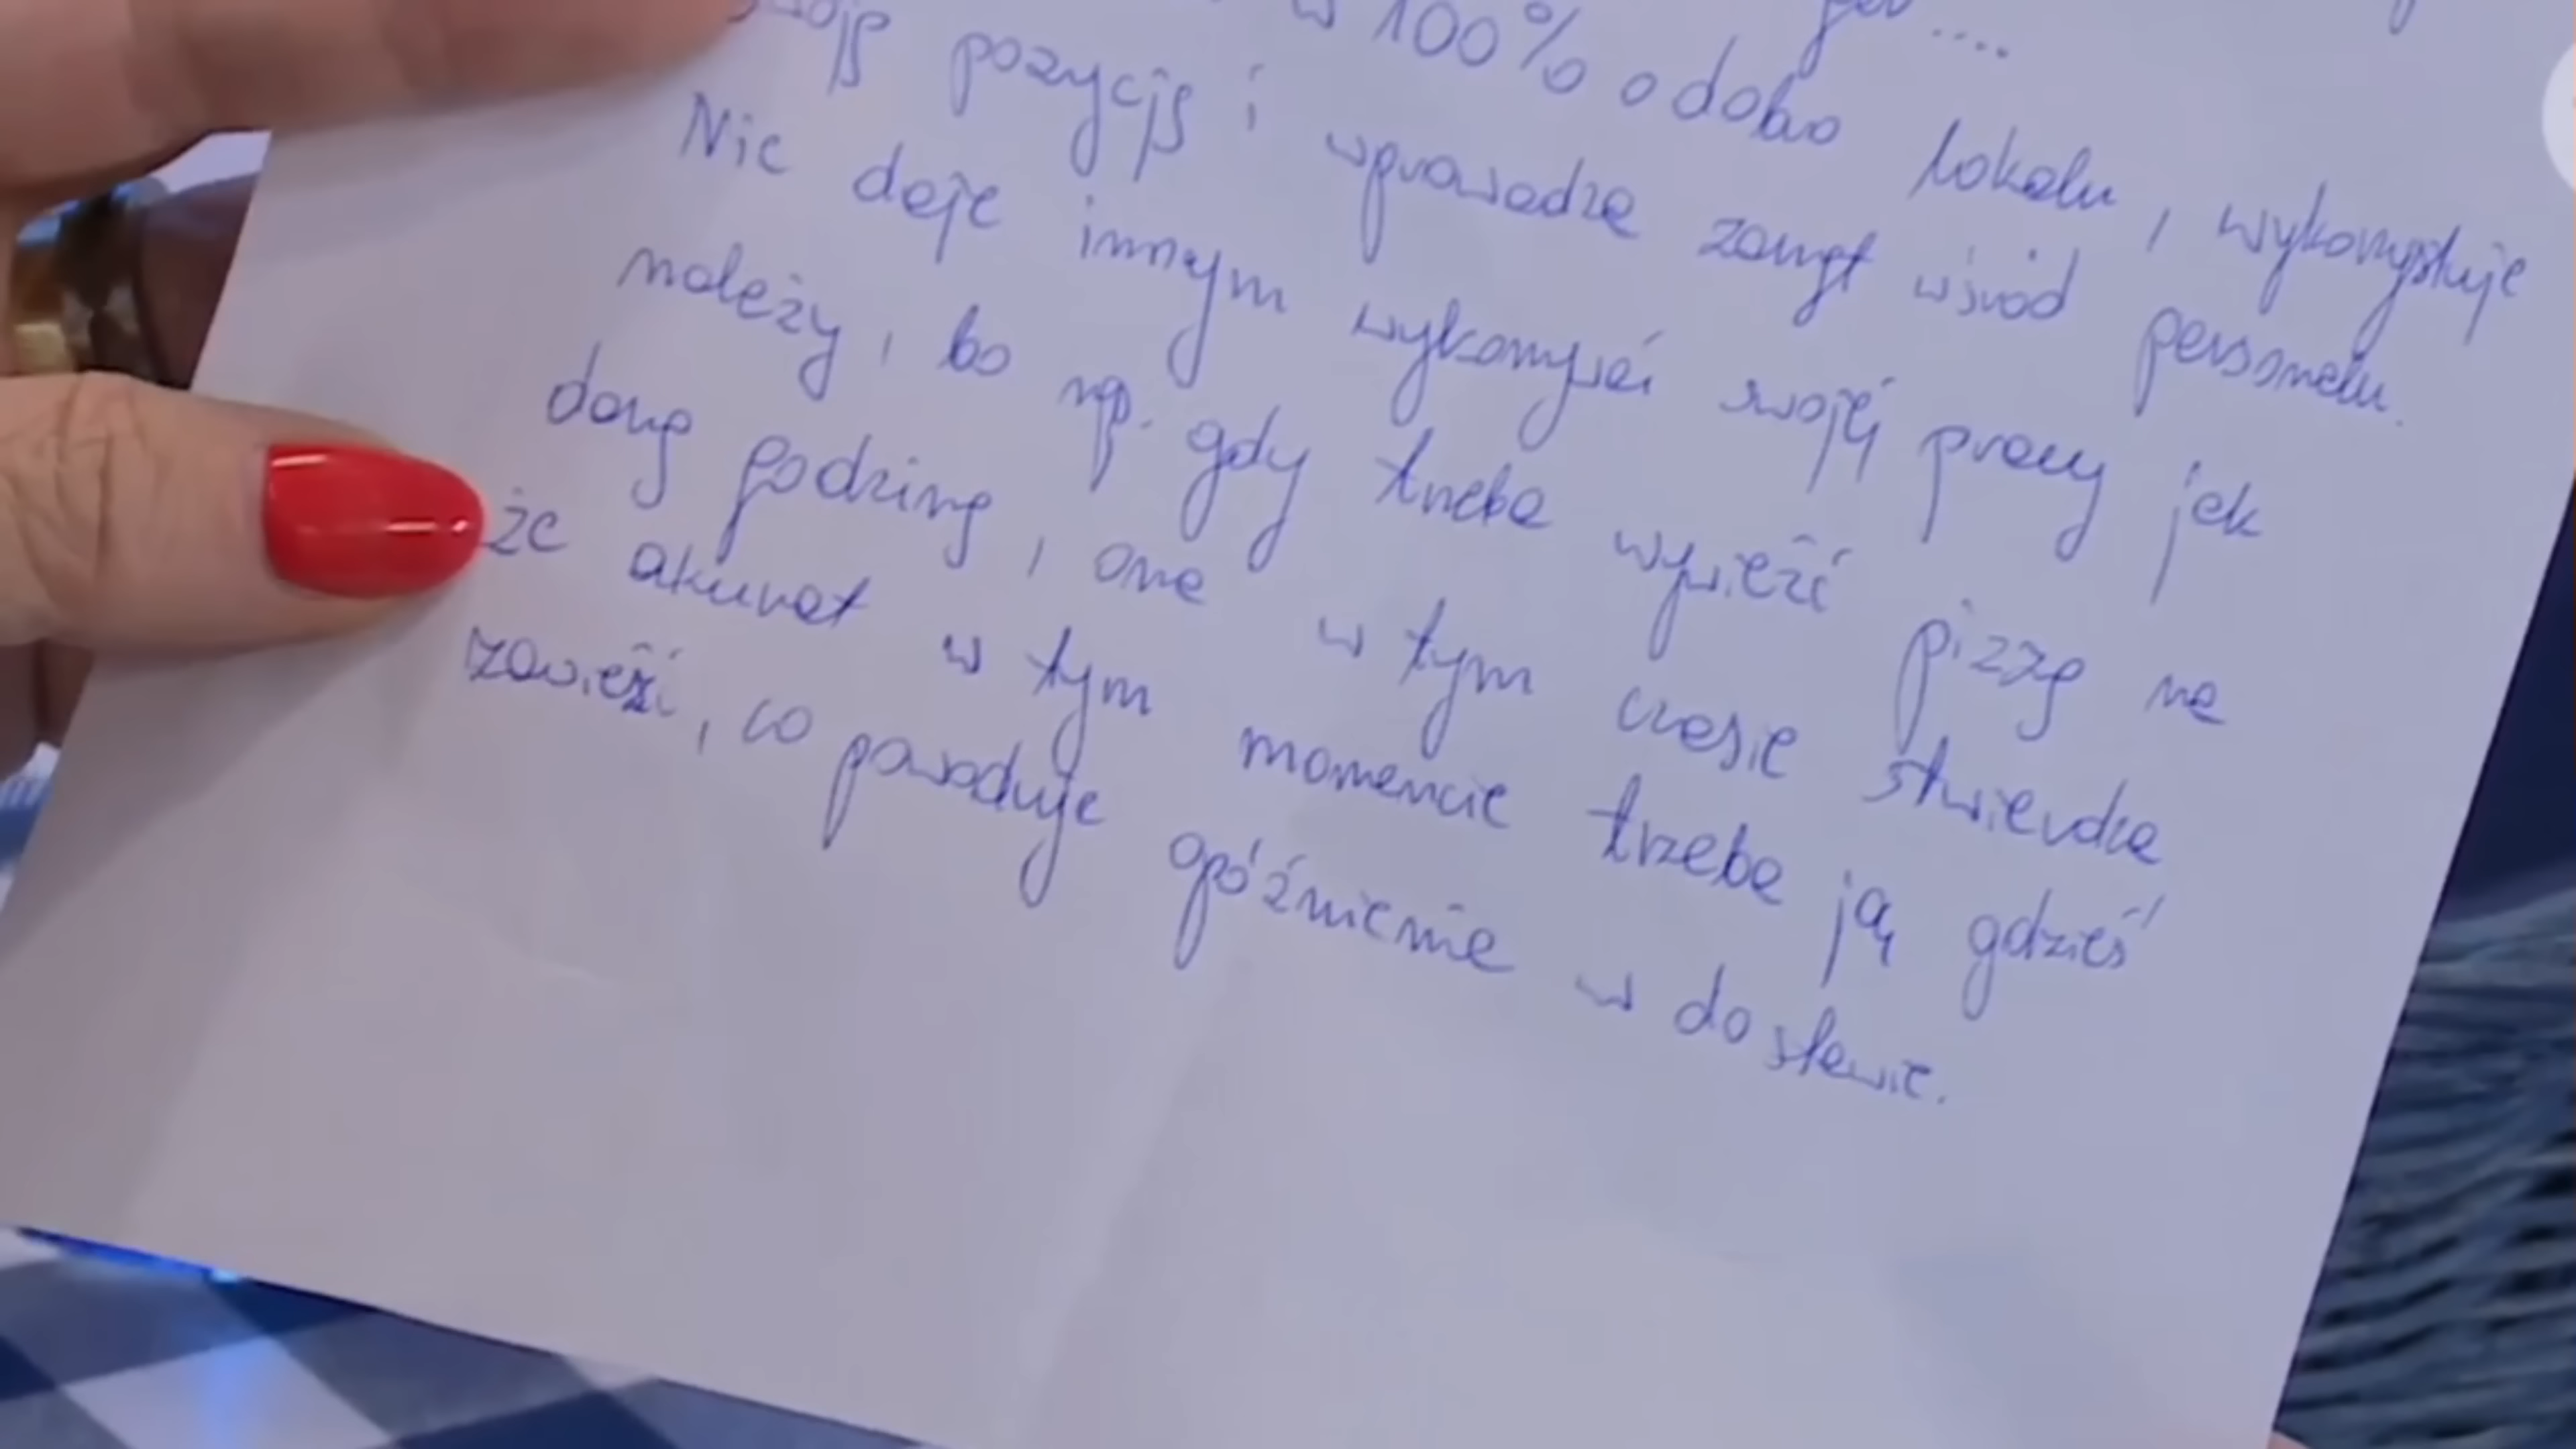 w 100% o dobro lokalu, wykorzystuje
swoją pozycję i wprowadza zamęt wśród personelu.
Nie daje innym wykonywać swojej pracy jak
należy, bo np. gdy trzeba wywieźć pizzę na
daną godzinę, ona w tym czasie stwierdza
że akurat w tym momencie trzeba ją gdzieś
zawieźć, co powoduje opóźnienie w dostawie.